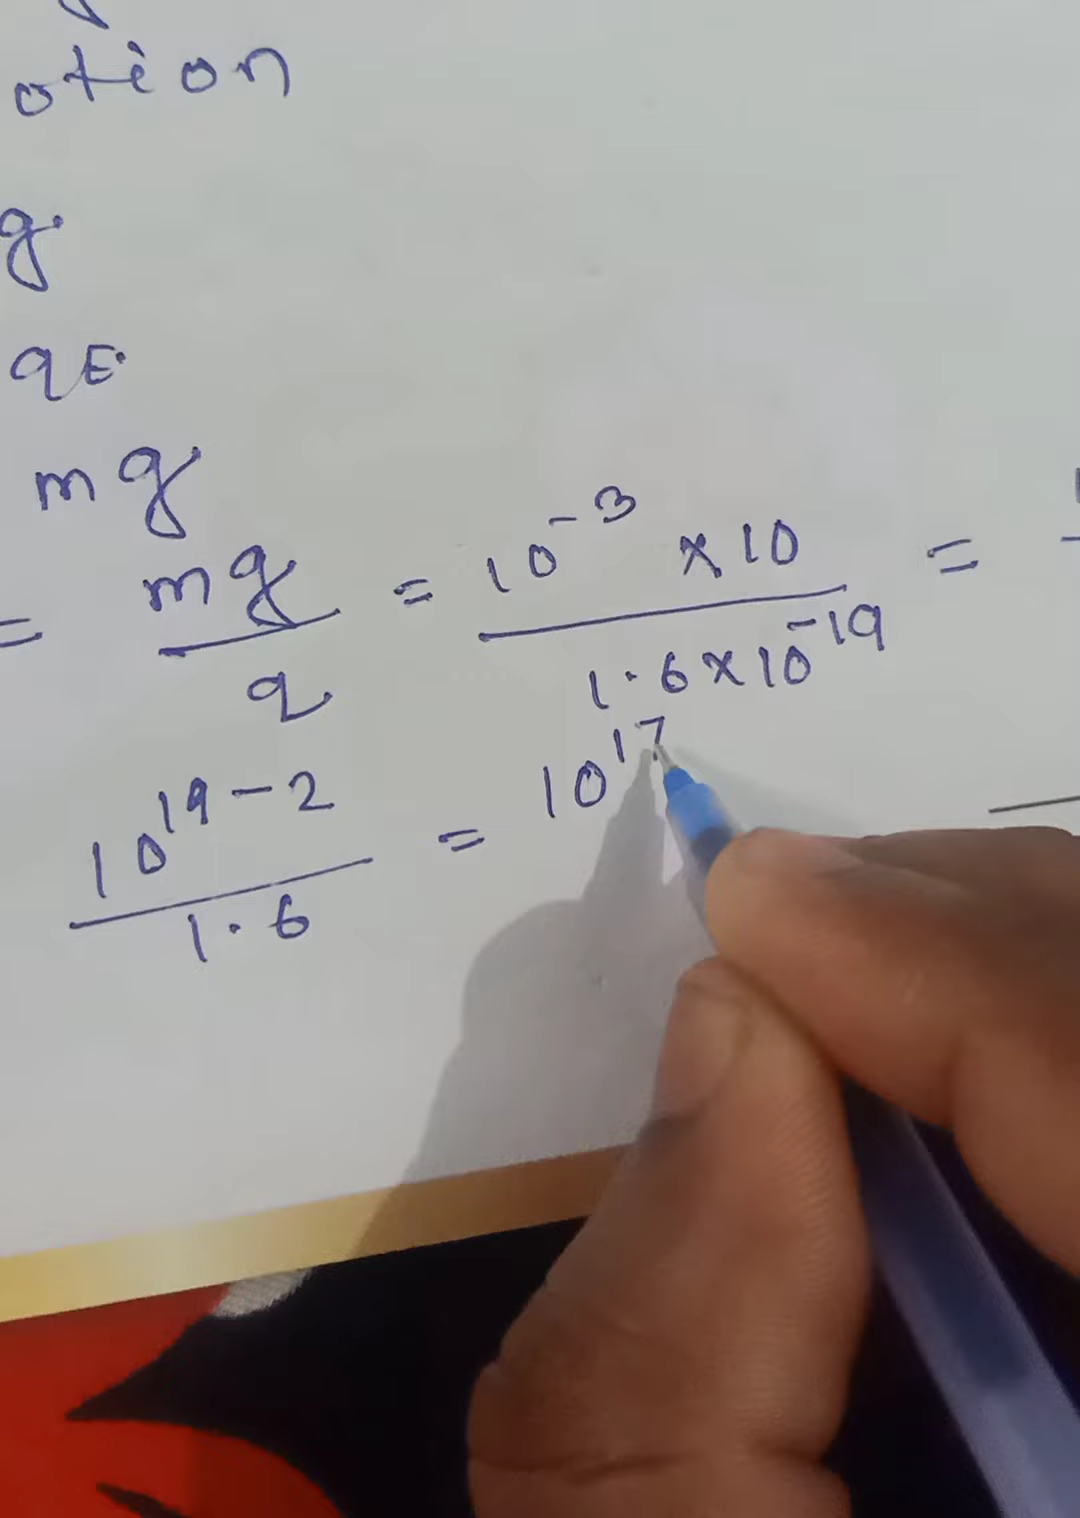 otion
g
qE
mg
= mg/q = 10^-3 × 10 / 1.6 × 10^-19 =
10^19-2 / 1.6 = 10^17